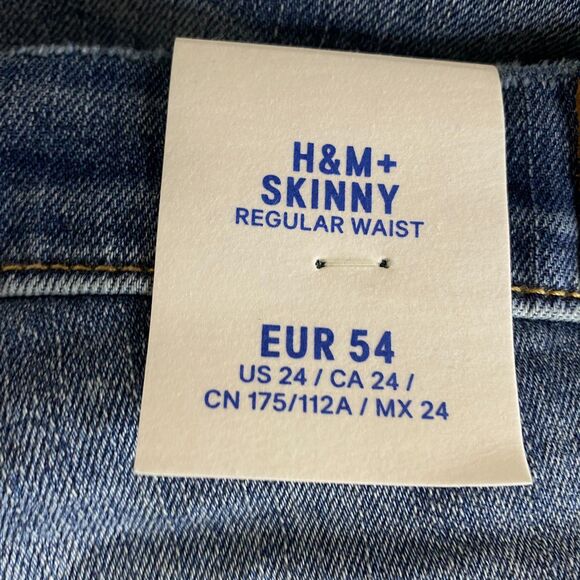 H&M+
SKINNY
REGULAR WAIST
EUR 54
US 24 / CA 24 /
CN 175/112A / MX 24